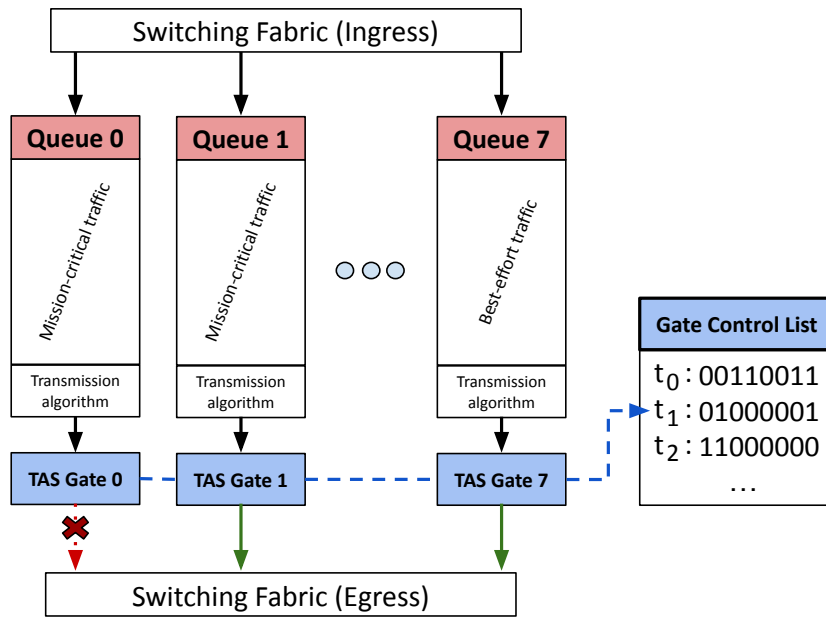 Switching Fabric (Ingress)
Queue 0
Queue 1
Queue 7
Mission-critical traffic
Mission-critical traffic
Best-effort traffic
Transmission
algorithm
Transmission
algorithm
Transmission
algorithm
TAS Gate 0
TAS Gate 1
TAS Gate 7
Gate Control List
t0 : 00110011
t1 : 01000001
t2 : 11000000
...
Switching Fabric (Egress)